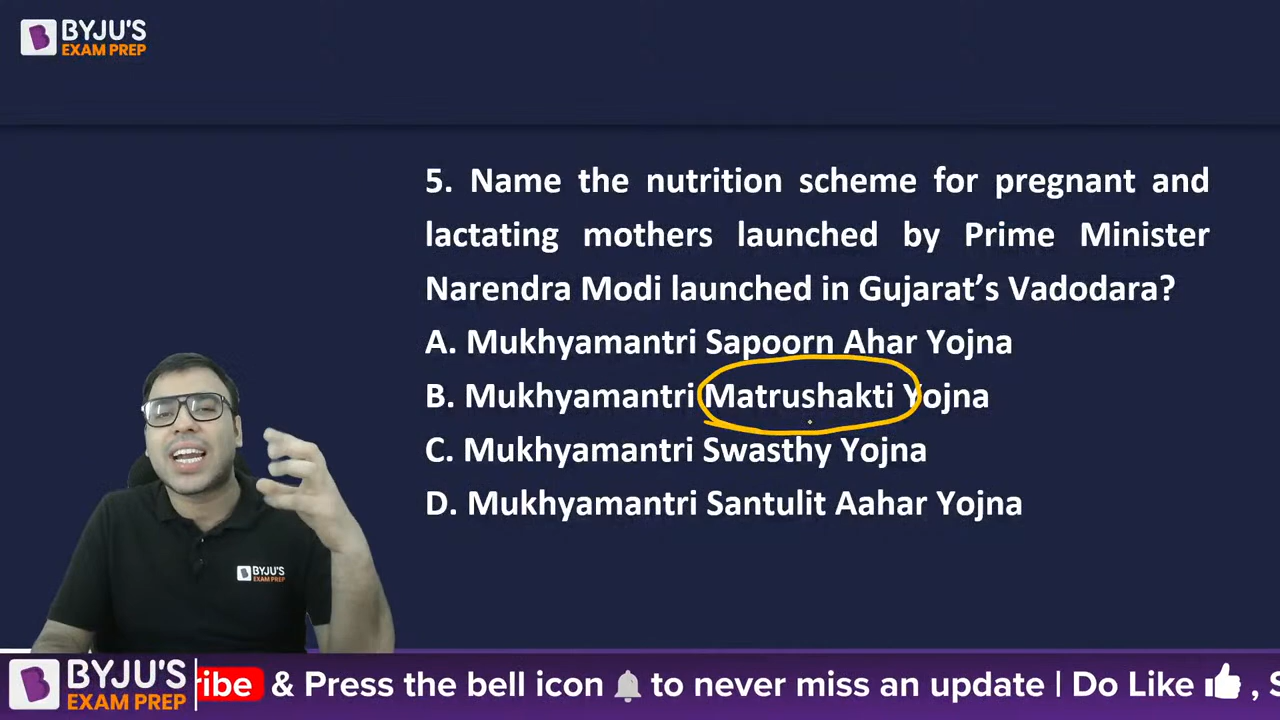 BYJU'S
EXAM PREP
5. Name the nutrition scheme for pregnant and
lactating mothers launched by Prime Minister
Narendra Modi launched in Gujarat's Vadodara?
A. Mukhyamantri Sapoorn Ahar Yojna
B. Mukhyamantri Matrushakti Yojna
C. Mukhyamantri Swasthy Yojna
D. Mukhyamantri Santulit Aahar Yojna
BYJU'S
EXAM PREP
BYJU'S
EXAM PREP
ribe & Press the bell icon to never miss an update | Do Like , S